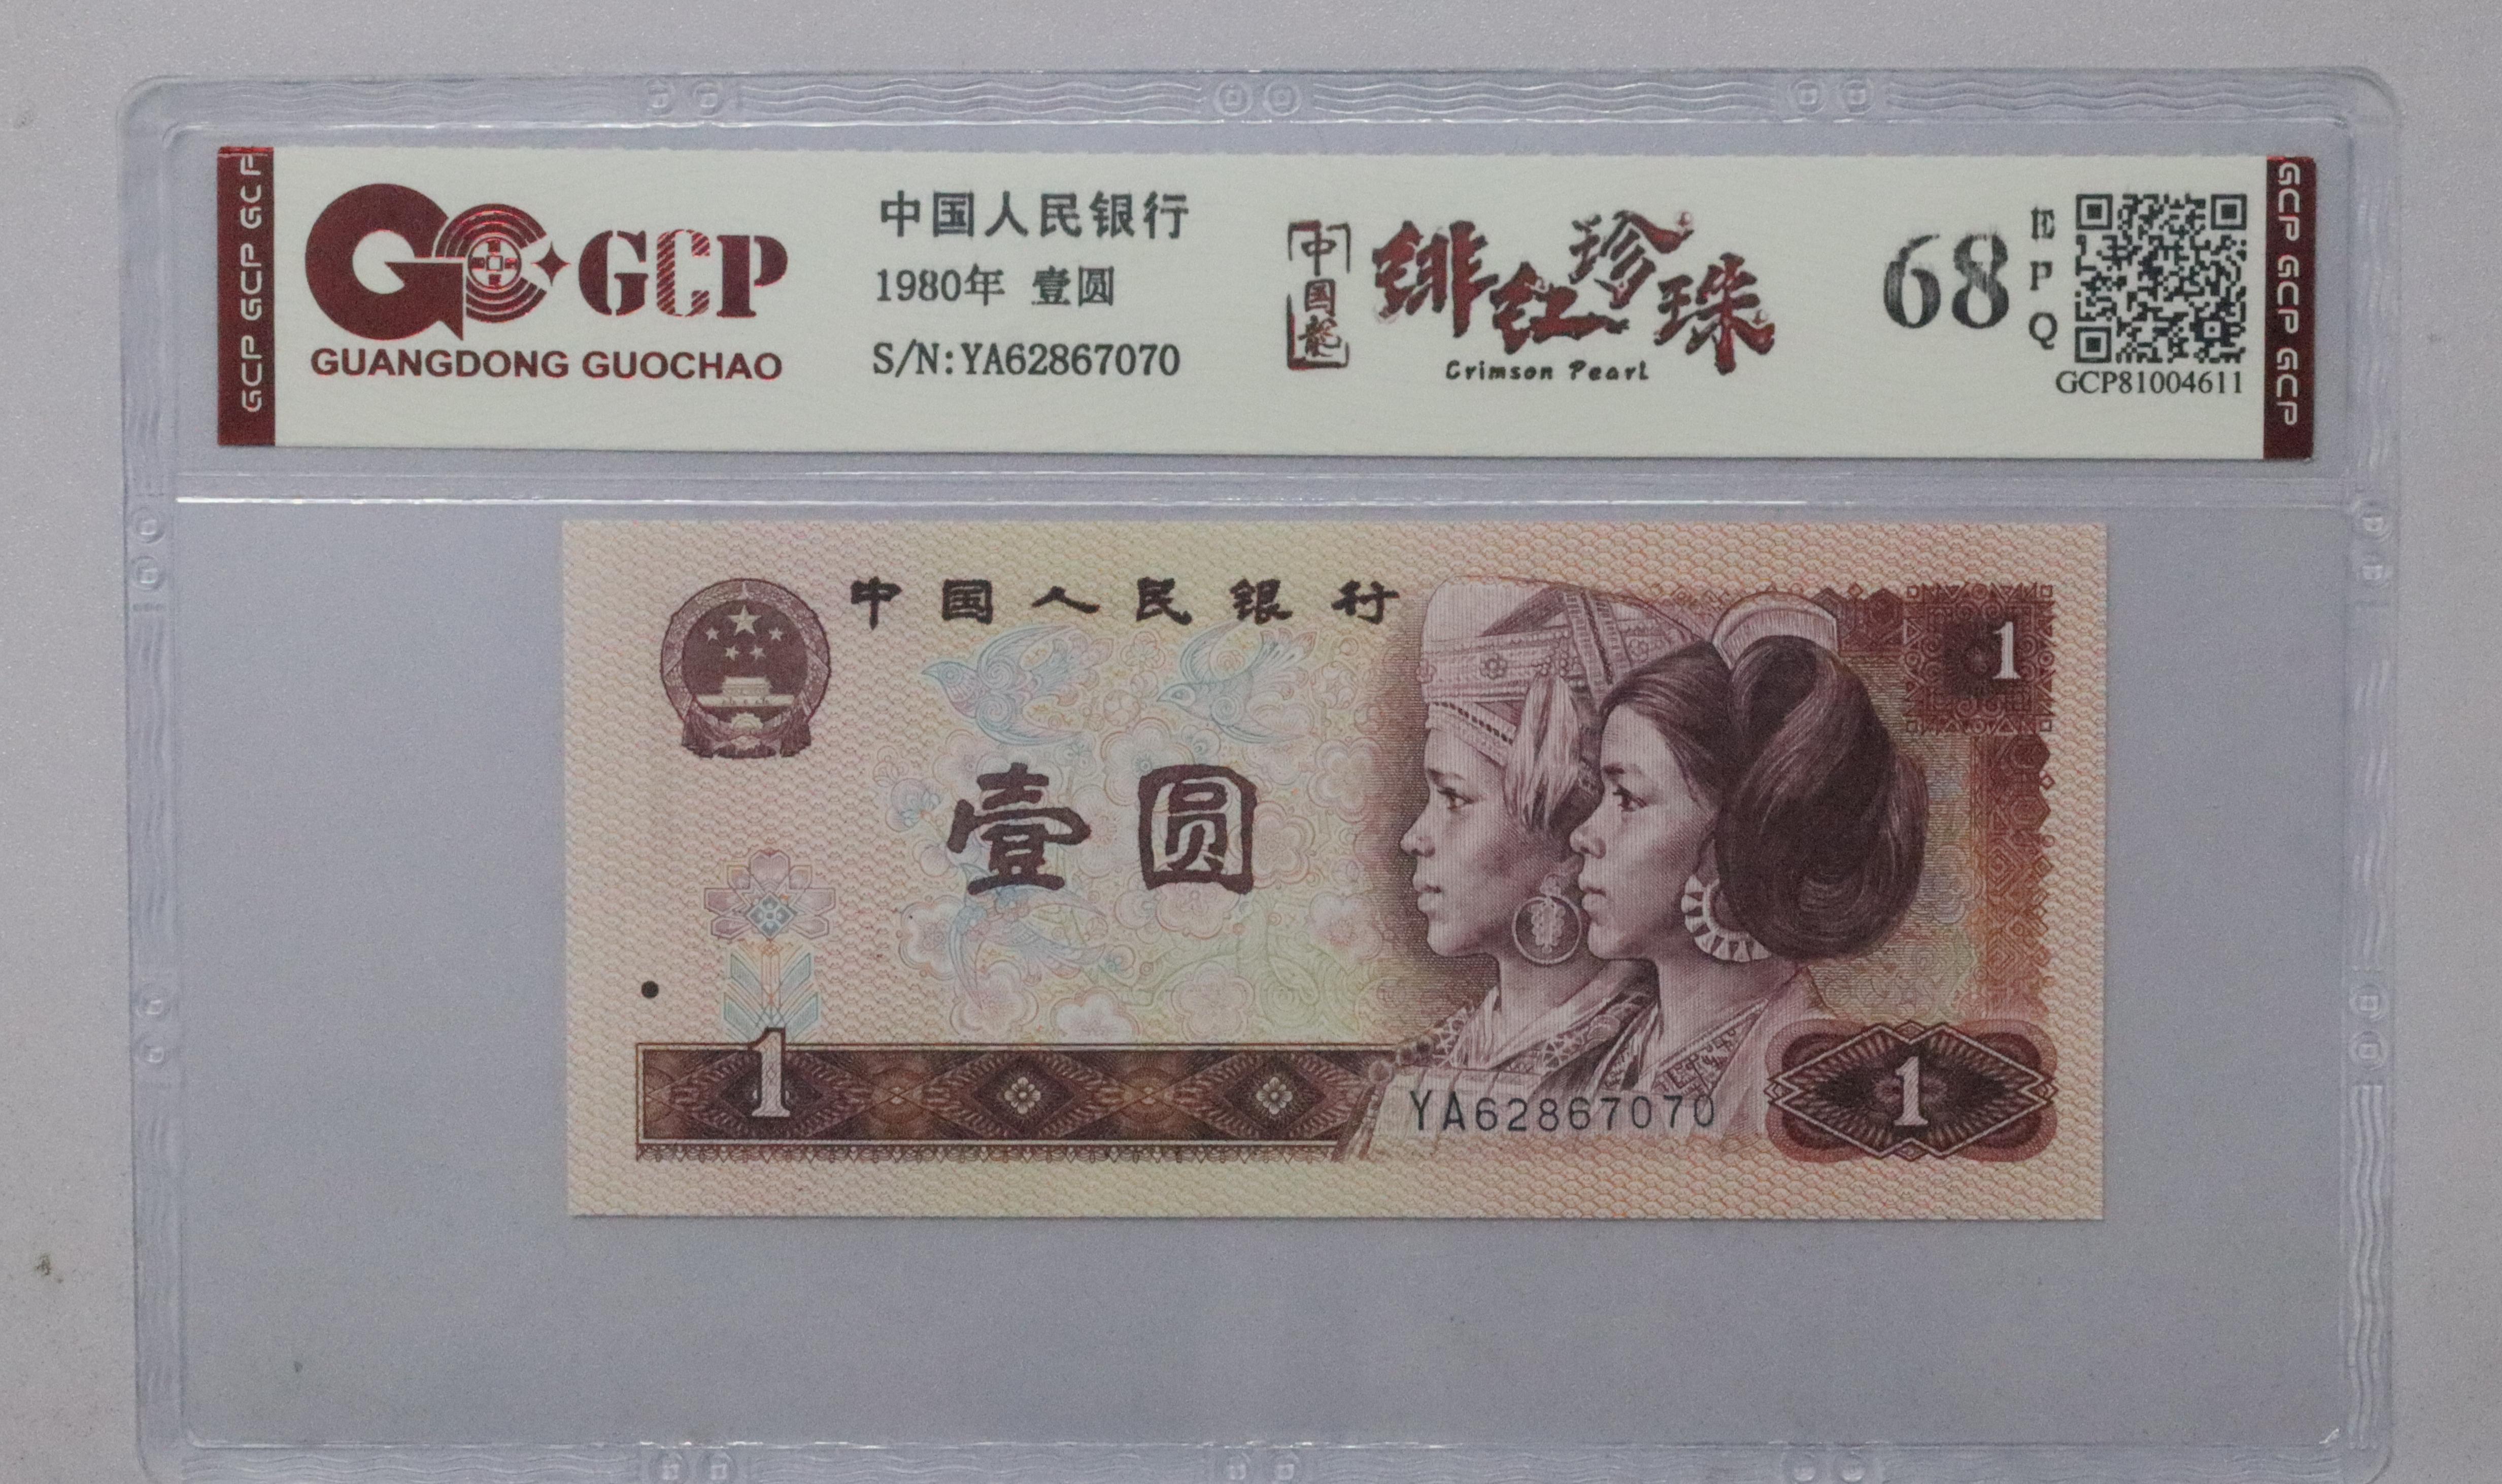 GCP GCP GCP
GCP
GUANGDONG GUOCHAO
中国人民银行
1980年 壹圆
S/N:YA62867070
中国龍
绯红珍珠
Crimson Pearl
68
EPQ
GCP81004611
GCP GCP GCP
中国人民银行
1
壹圆
1
YA62867070
1